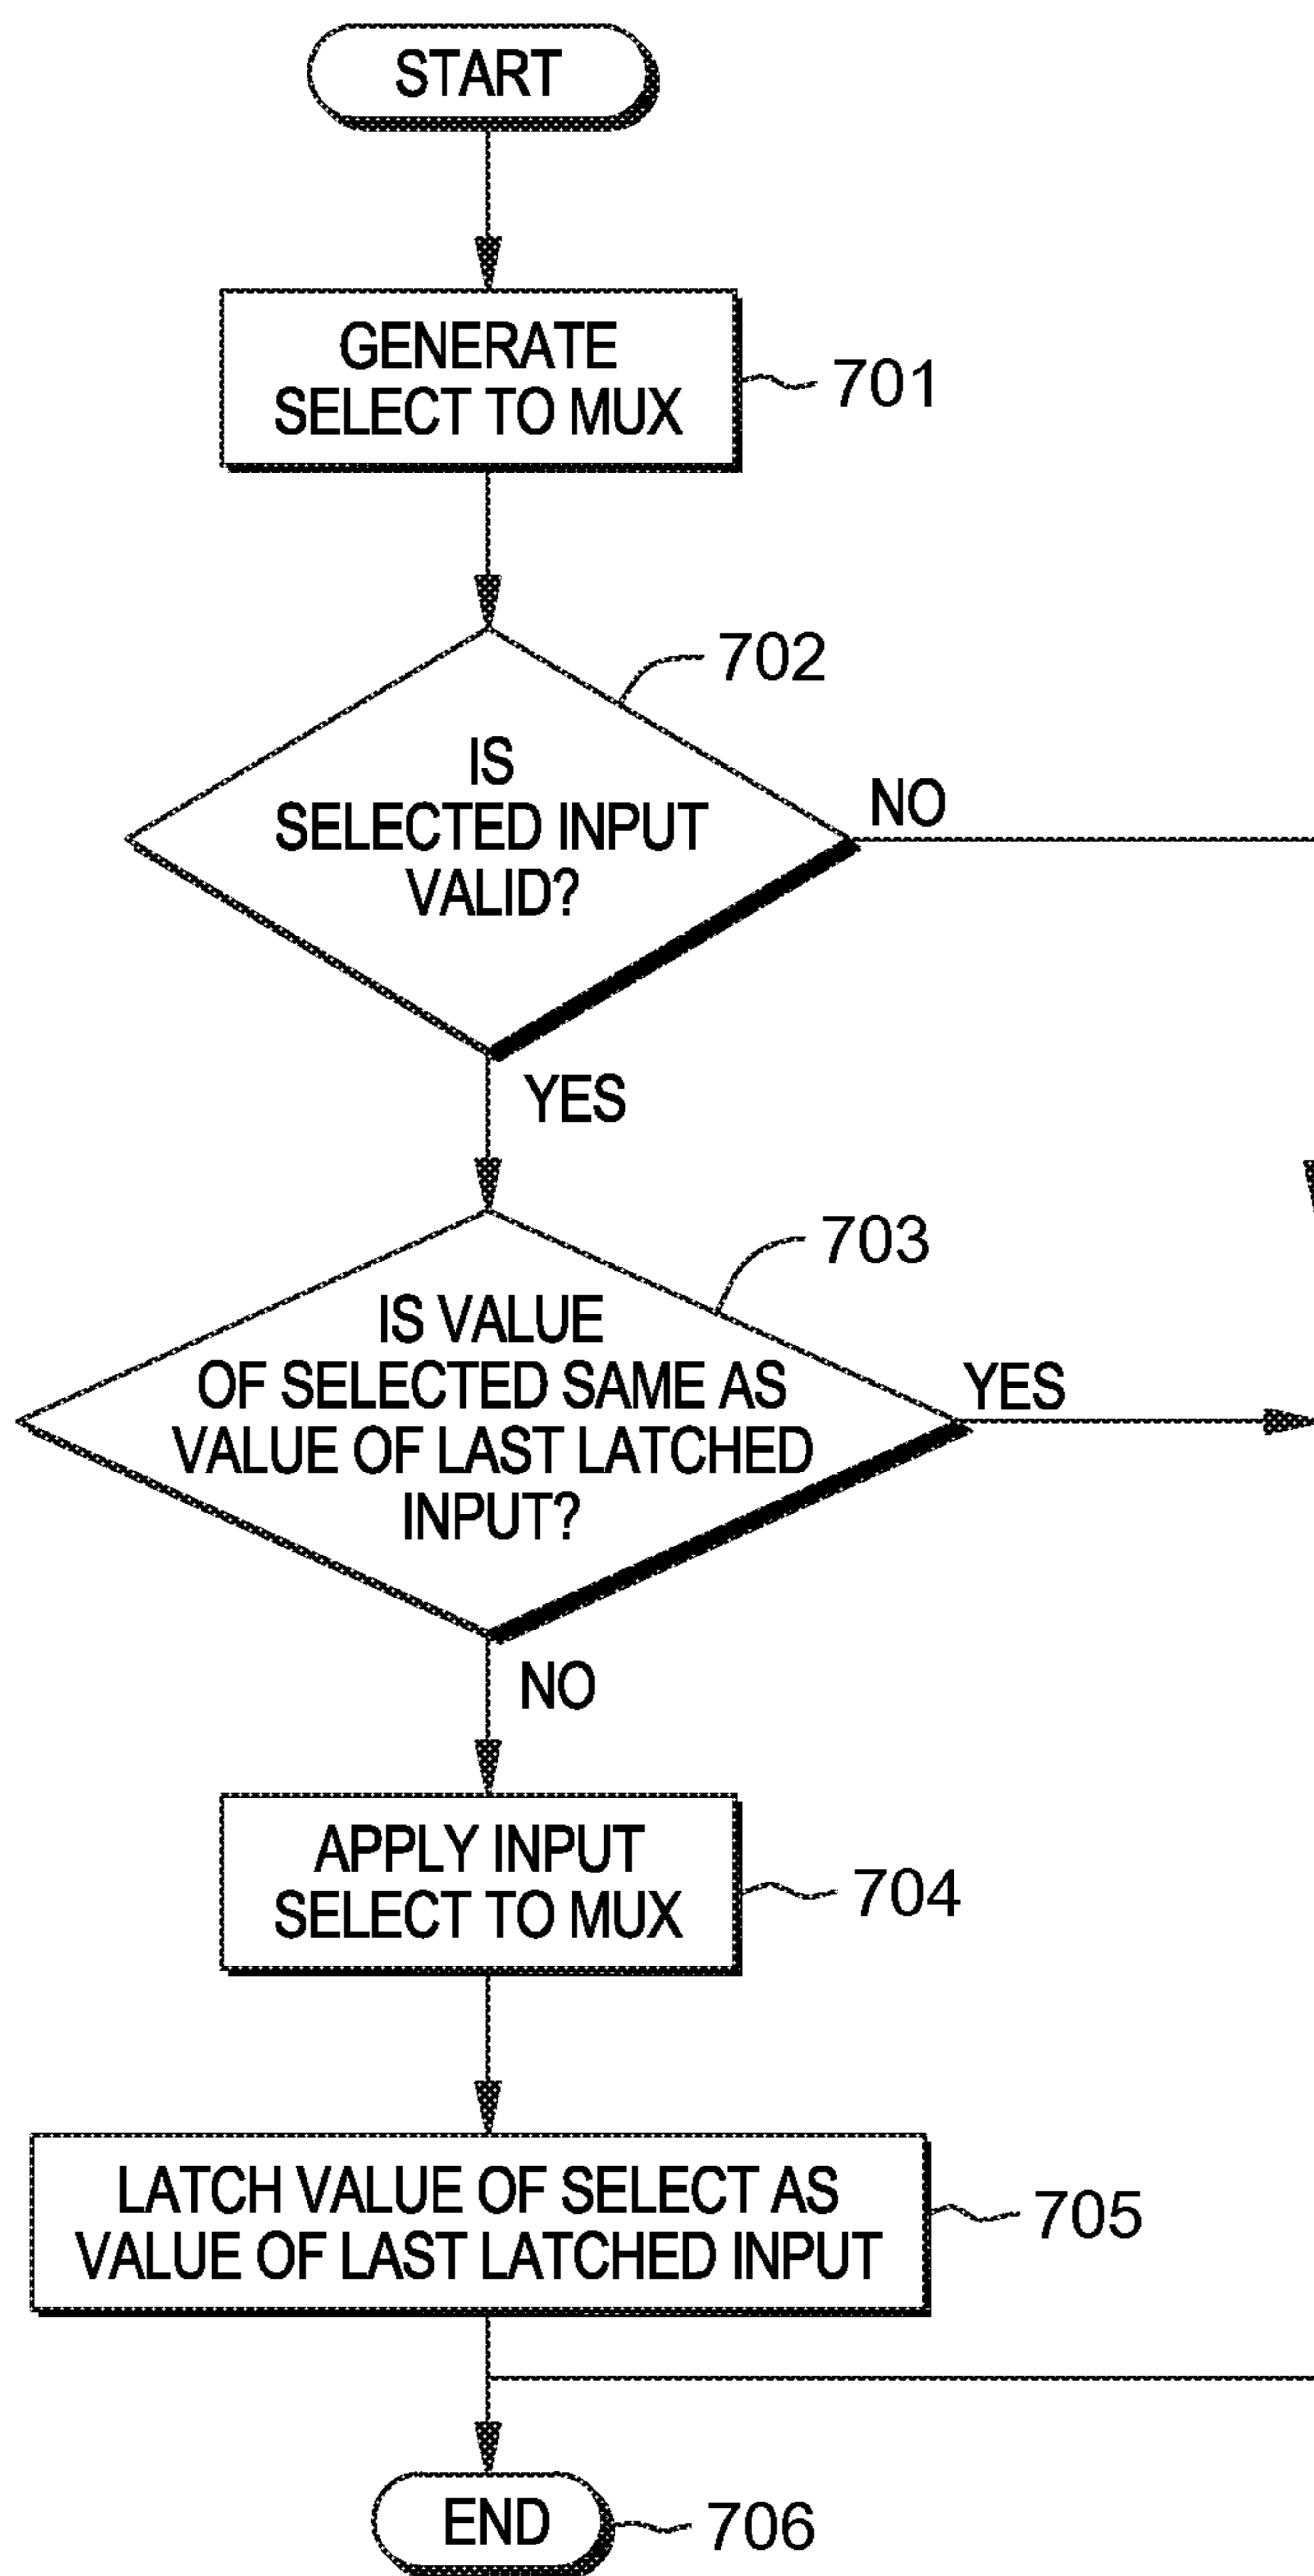 START
GENERATE
SELECT TO MUX
701
702
IS
SELECTED INPUT
VALID?
NO
YES
703
IS VALUE
OF SELECTED SAME AS
VALUE OF LAST LATCHED
INPUT?
YES
NO
APPLY INPUT
SELECT TO MUX
704
LATCH VALUE OF SELECT AS
VALUE OF LAST LATCHED INPUT
705
END
706